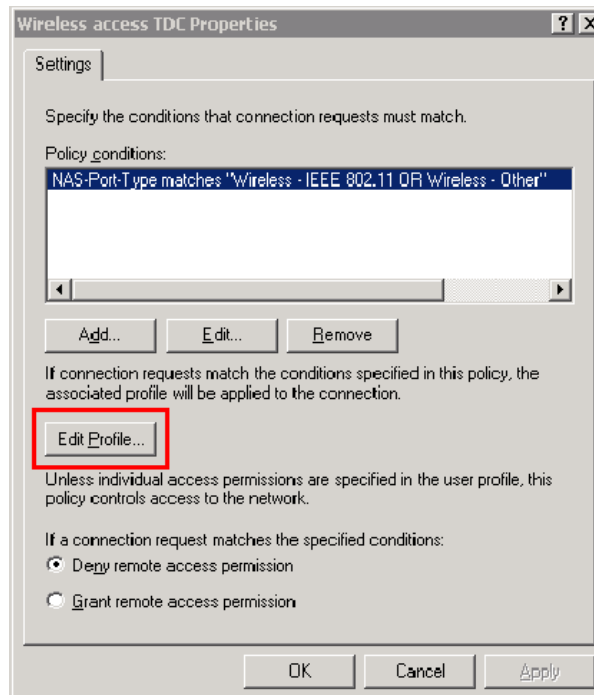 Wireless access TDC Properties
Settings
Specify the conditions that connection requests must match.
Policy conditions:
NAS-Port-Type matches "Wireless - IEEE 802.11 OR Wireless - Other"
Add... Edit... Remove
If connection requests match the conditions specified in this policy, the
associated profile will be applied to the connection.
Edit Profile...
Unless individual access permissions are specified in the user profile, this
policy controls access to the network.
If a connection request matches the specified conditions:
Deny remote access permission
Grant remote access permission
OK Cancel Apply